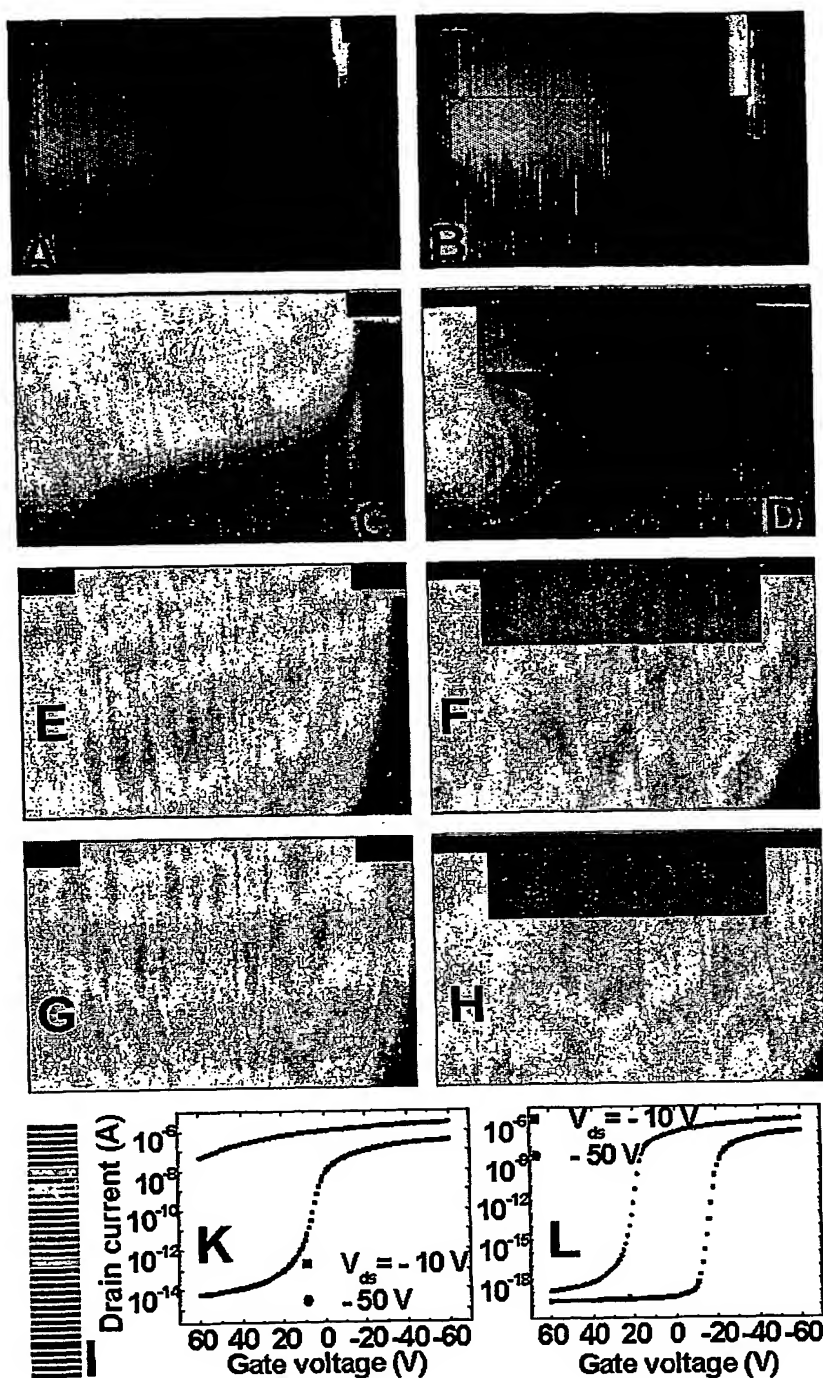 A
B
C
D
E
F
G
H
Drain current (A)
10-6
10-8
10-10
10-12
10-14
K
V_ds = - 10 V
- 50 V
60 40 20 0 -20-40-60
Gate voltage (V)
10-6
10-9
10-12
10-15
10-18
V_ds = - 10 V
- 50 V
L
60 40 20 0 -20-40-60
Gate voltage (V)